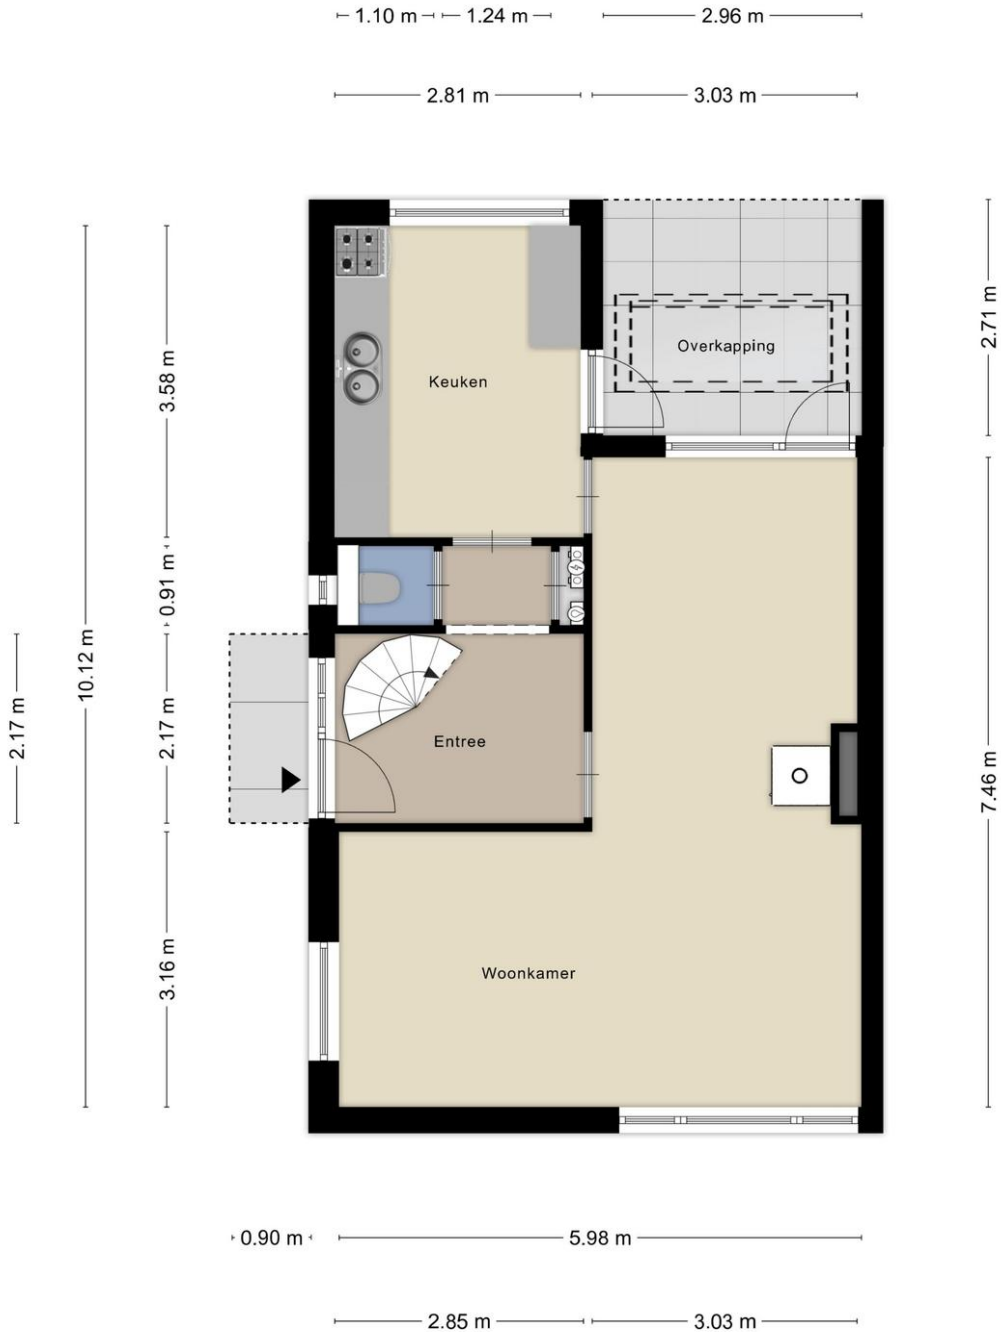 1.10 m 1.24 m 2.96 m
2.81 m 3.03 m
2.71 m
Overkapping
3.58 m
Keuken
0.91 m
10.12 m
2.17 m
2.17 m
Entree
7.46 m
3.16 m
Woonkamer
0.90 m 5.98 m
2.85 m 3.03 m